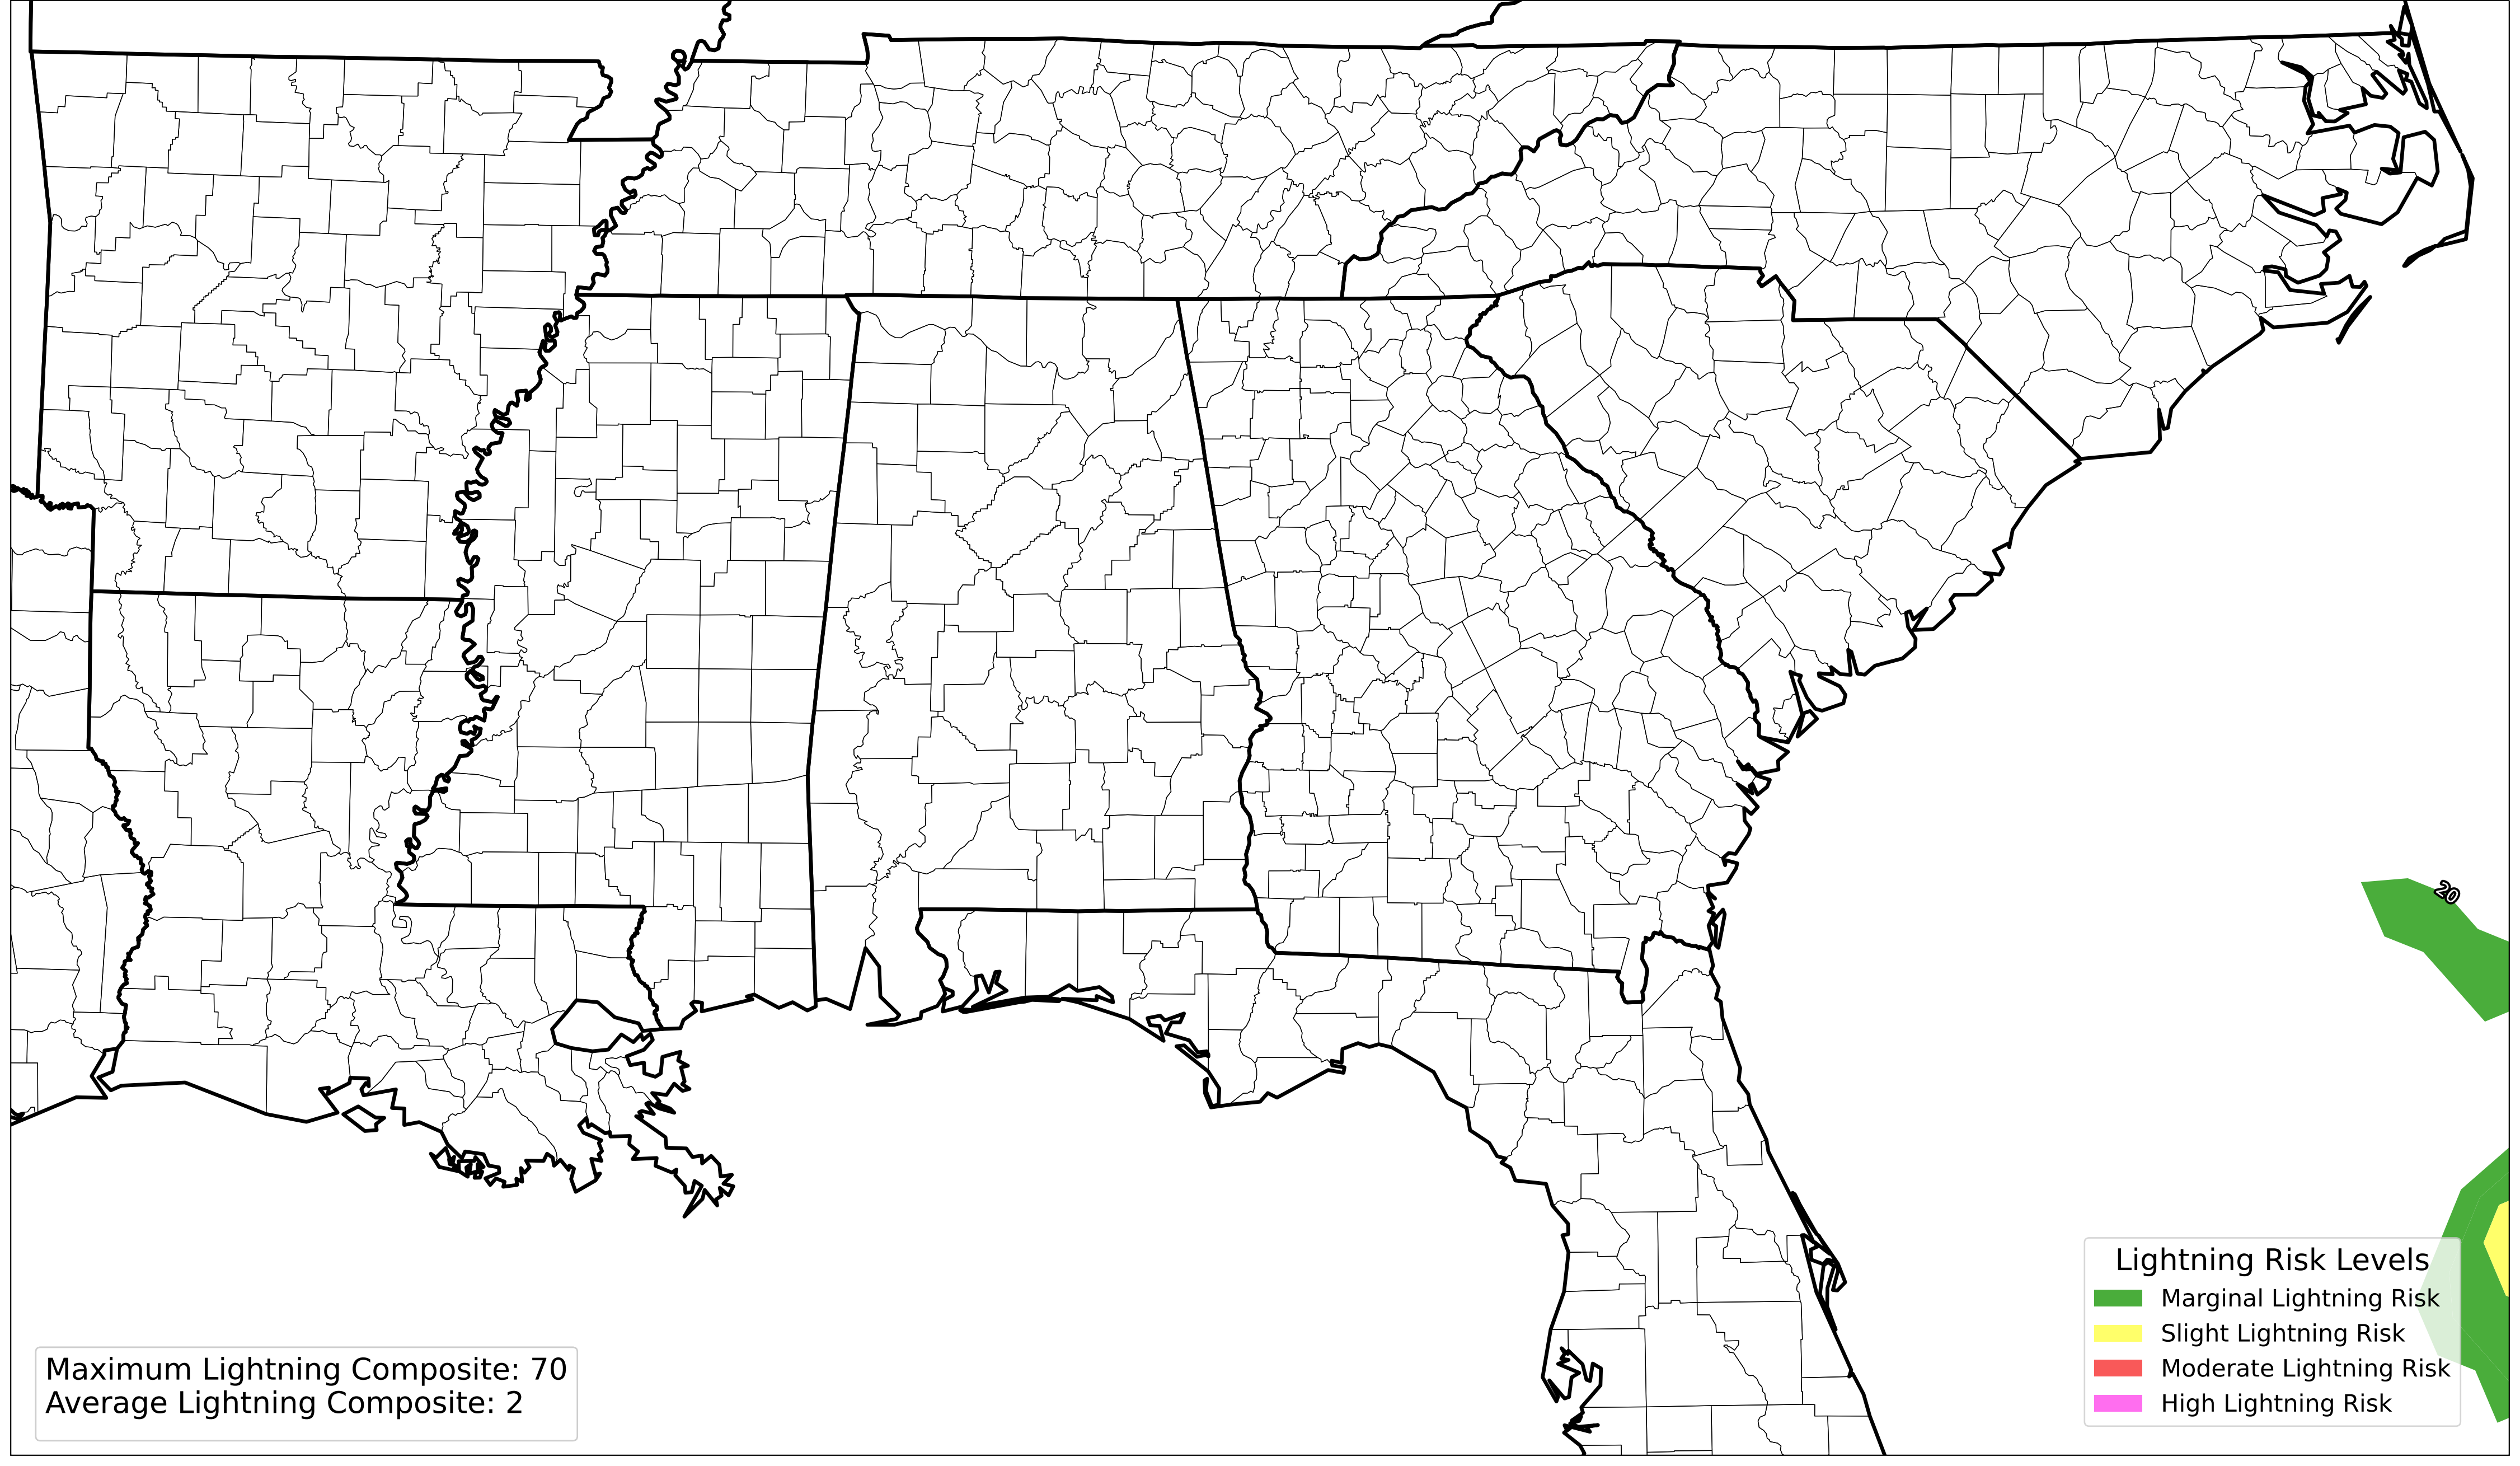 20
Lightning Risk Levels
Marginal Lightning Risk
Slight Lightning Risk
Moderate Lightning Risk
High Lightning Risk
Maximum Lightning Composite: 70
Average Lightning Composite: 2